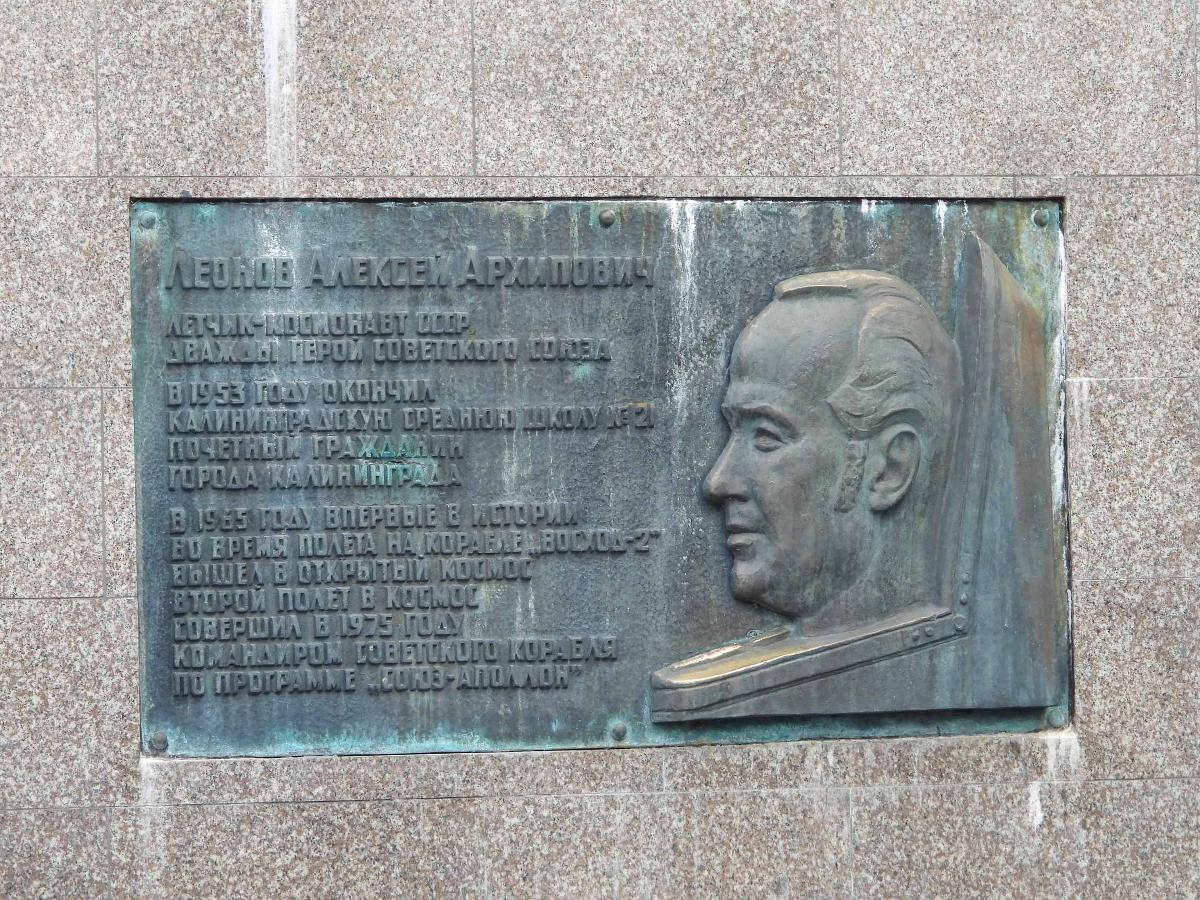 Леонов Алексей Архипович
ЛЕТЧИК-КОСМОНАВТ СССР,
ДВАЖДЫ ГЕРОЙ СОВЕТСКОГО СОЮЗА
В 1953 ГОДУ ОКОНЧИЛ
КАЛИНИНГРАДСКУЮ СРЕДНЮЮ ШКОЛУ № 21
ПОЧЕТНЫЙ ГРАЖДАНИН
ГОРОДА КАЛИНИНГРАДА
В 1965 ГОДУ ВПЕРВЫЕ В ИСТОРИИ
ВО ВРЕМЯ ПОЛЕТА НА КОРАБЛЕ „ВОСХОД-2”
ВЫШЕЛ В ОТКРЫТЫЙ КОСМОС
ВТОРОЙ ПОЛЕТ В КОСМОС
СОВЕРШИЛ В 1975 ГОДУ
КОМАНДИРОМ СОВЕТСКОГО КОРАБЛЯ
ПО ПРОГРАММЕ „СОЮЗ-АПОЛЛОН”